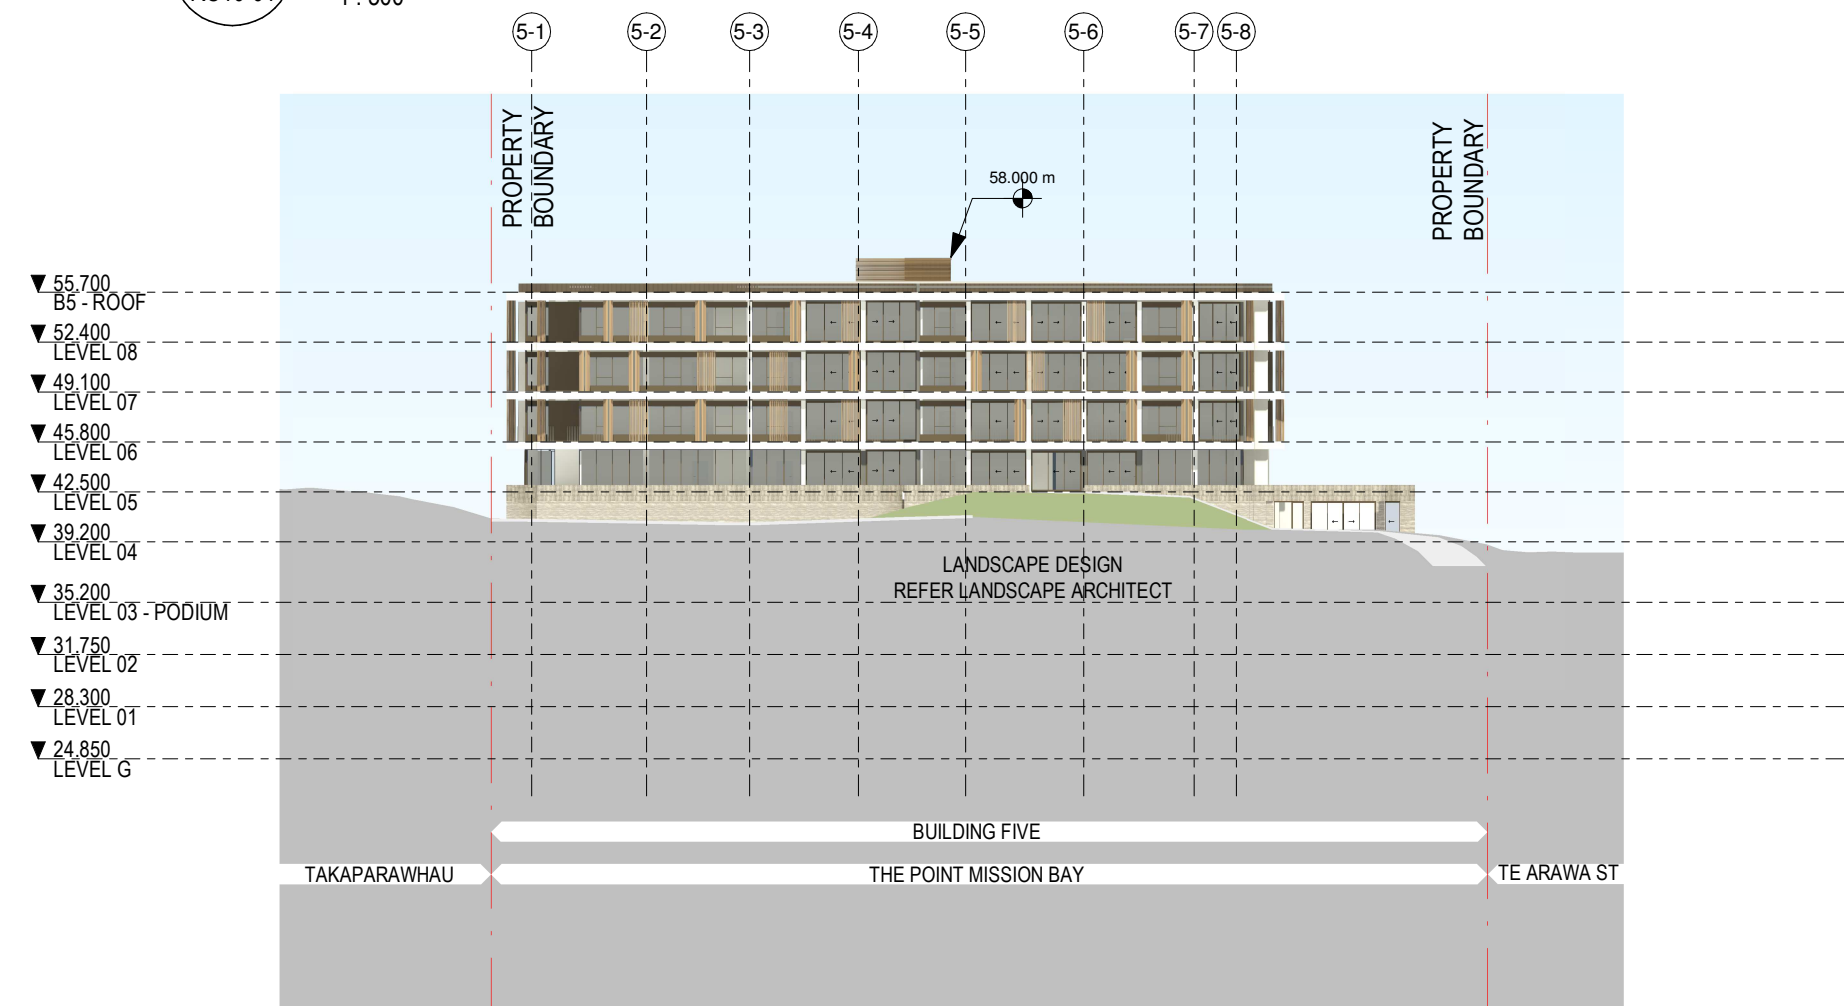 5-1 5-2 5-3 5-4 5-5 5-6 5-7 5-8
PROPERTY
BOUNDARY
PROPERTY
BOUNDARY
58.000 m
55.700
B5 - ROOF
52.400
LEVEL 08
49.100
LEVEL 07
45.800
LEVEL 06
42.500
LEVEL 05
39.200
LEVEL 04
LANDSCAPE DESIGN
REFER LANDSCAPE ARCHITECT
35.200
LEVEL 03 - PODIUM
31.750
LEVEL 02
28.300
LEVEL 01
24.850
LEVEL G
BUILDING FIVE
TAKAPARAWHAU
THE POINT MISSION BAY
TE ARAWA ST